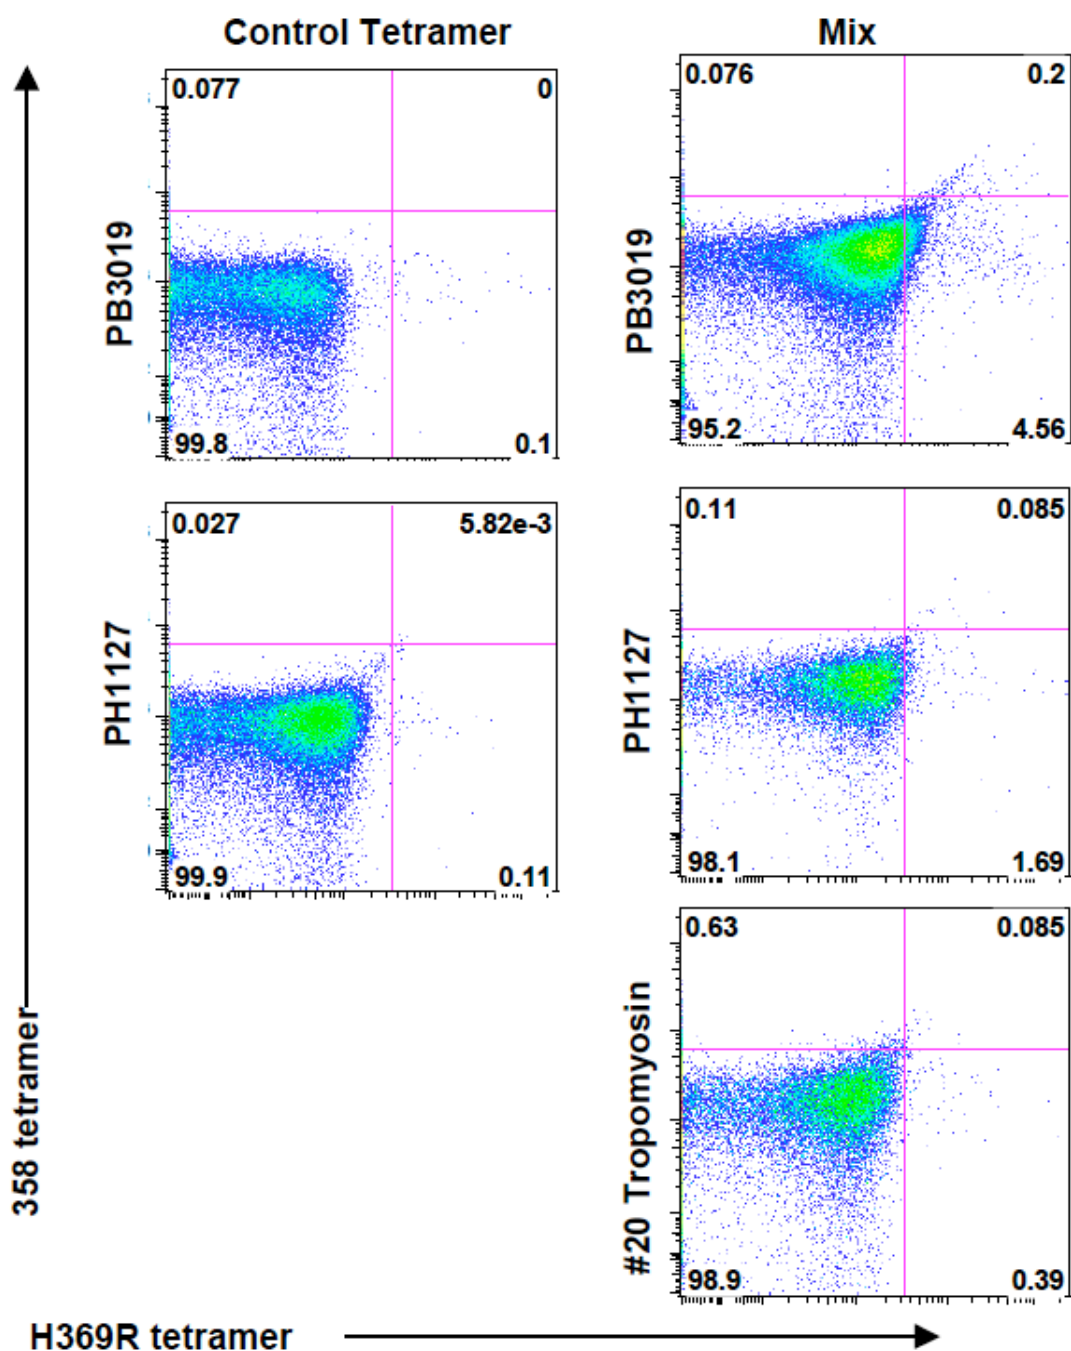 Control Tetramer
Mix
358 tetramer
PB3019
0.077
0
99.8
0.1
PB3019
0.076
0.2
95.2
4.56
PH1127
0.027
5.82e-3
99.9
0.11
PH1127
0.11
0.085
98.1
1.69
#20 Tropomyosin
0.63
0.085
98.9
0.39
H369R tetramer